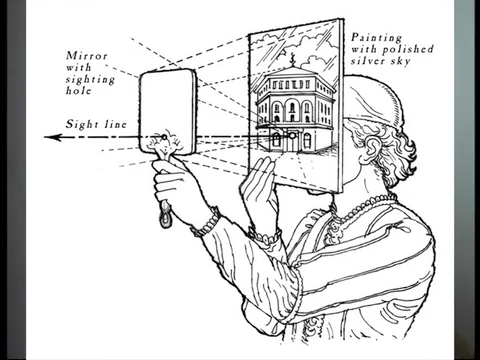 Mirror
with
sighting
hole
Painting
with polished
silver sky
Sight line